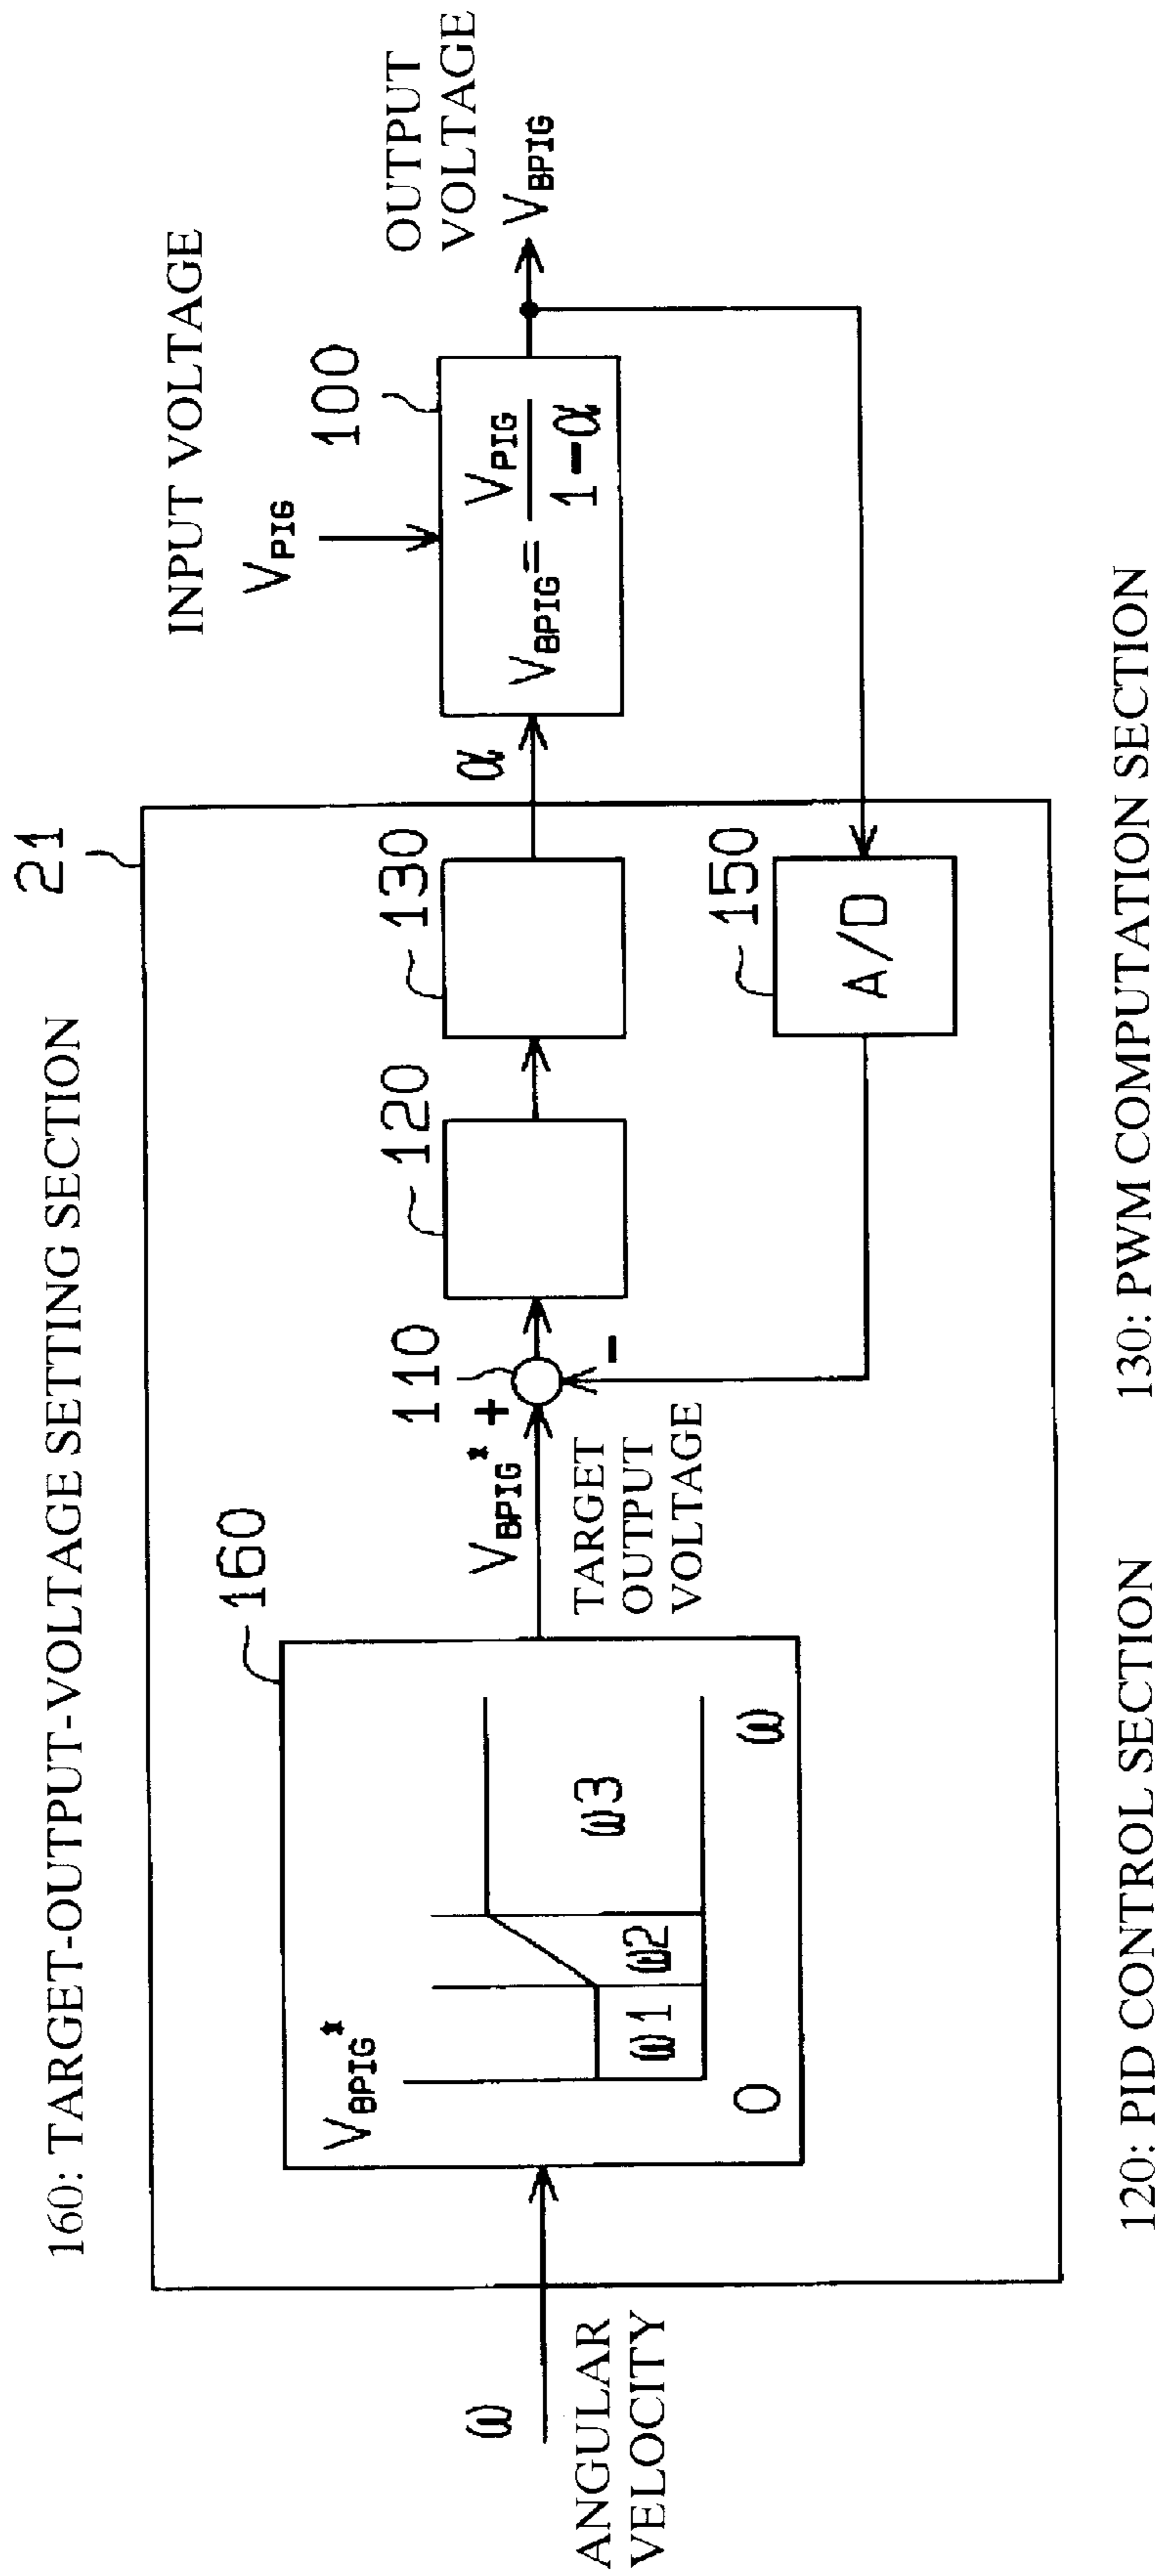 160: TARGET-OUTPUT-VOLTAGE SETTING SECTION
21
INPUT VOLTAGE
V_PIG
OUTPUT
VOLTAGE
V_BPIG
160
V_BPIG*
ω1
ω2
ω3
0
ω
ω
ANGULAR
VELOCITY
V_BPIG*
TARGET
OUTPUT
VOLTAGE
+
-
110
120
130
α
100
V_BPIG = V_PIG / 1-α
150
A/D
120: PID CONTROL SECTION
130: PWM COMPUTATION SECTION